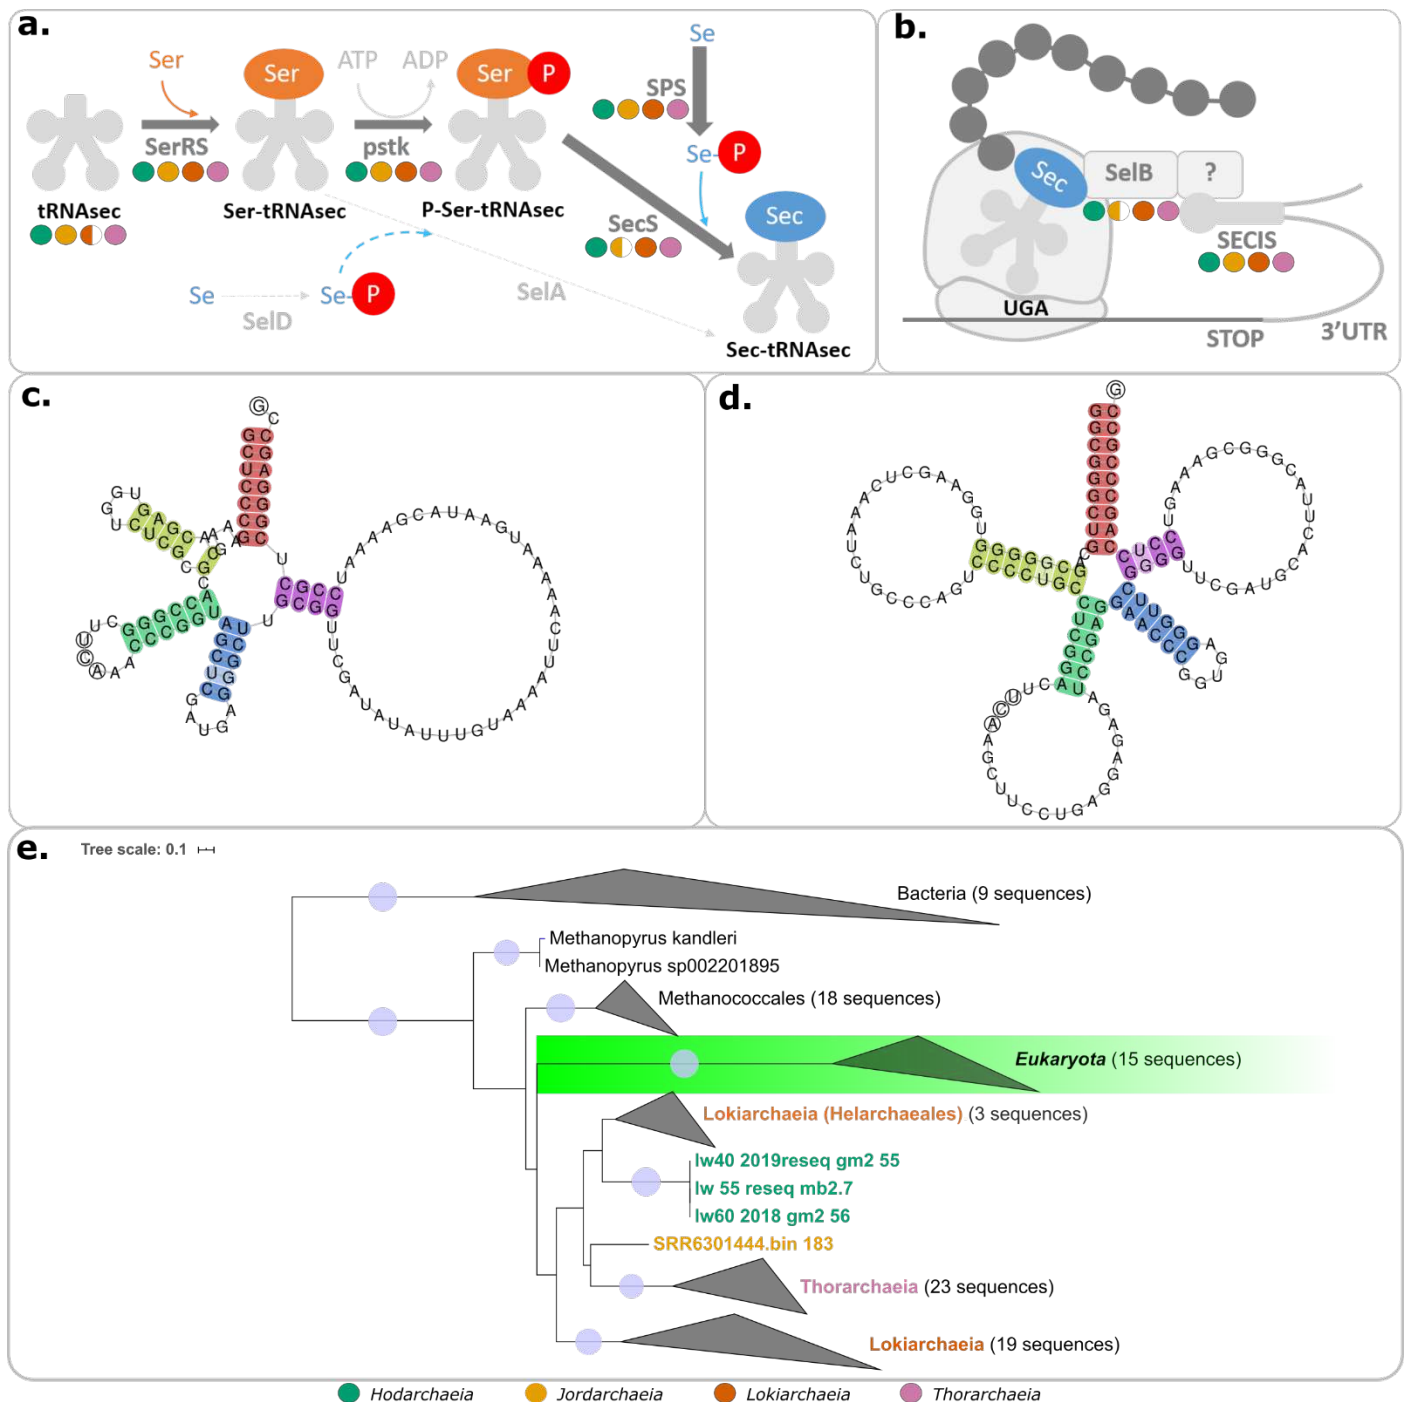 a.
Ser
Ser
ATP
ADP
Ser
P
Se
SPS
SerRS
pstk
Se
P
tRNAsec
Ser-tRNAsec
P-Ser-tRNAsec
SecS
Sec
Se
SelD
Se
P
SelA
Sec-tRNAsec
b.
Sec
SelB
?
SECIS
UGA
STOP
3'UTR
c.
d.
e.
Tree scale: 0.1
Bacteria (9 sequences)
Methanopyrus kandleri
Methanopyrus sp002201895
Methanococcales (18 sequences)
Eukaryota (15 sequences)
Lokiarchaeia (Helarchaeales) (3 sequences)
lw40 2019reseq gm2 55
lw 55 reseq mb2.7
lw60 2018 gm2 56
SRR6301444.bin 183
Thorarchaeia (23 sequences)
Lokiarchaeia (19 sequences)
Hodarchaeia
Jordarchaeia
Lokiarchaeia
Thorarchaeia